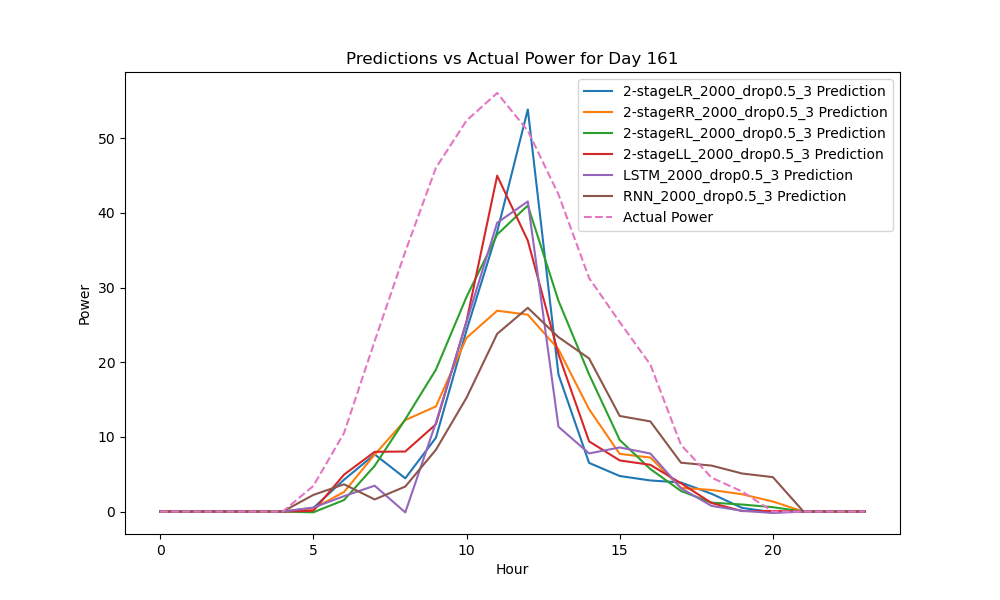 Predictions vs Actual Power for Day 161
2-stageLR_2000_drop0.5_3 Prediction
2-stageRR_2000_drop0.5_3 Prediction
2-stageRL_2000_drop0.5_3 Prediction
2-stageLL_2000_drop0.5_3 Prediction
LSTM_2000_drop0.5_3 Prediction
RNN_2000_drop0.5_3 Prediction
Actual Power
Power
50
40
30
20
10
0
0 5 10 15 20
Hour